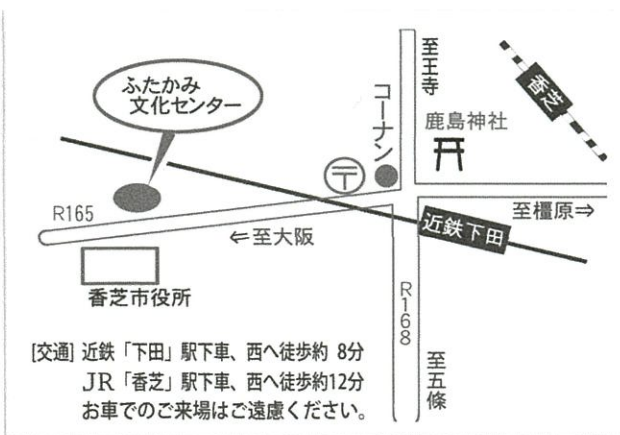 ふたかみ
文化センター
コーナン
至王寺
香芝
鹿島神社
〒
R165
⇐至大阪
至橿原⇒
近鉄下田
香芝市役所
R168
至五條
[交通] 近鉄「下田」駅下車、西へ徒歩約 8分
JR「香芝」駅下車、西へ徒歩約12分
お車でのご来場はご遠慮ください。